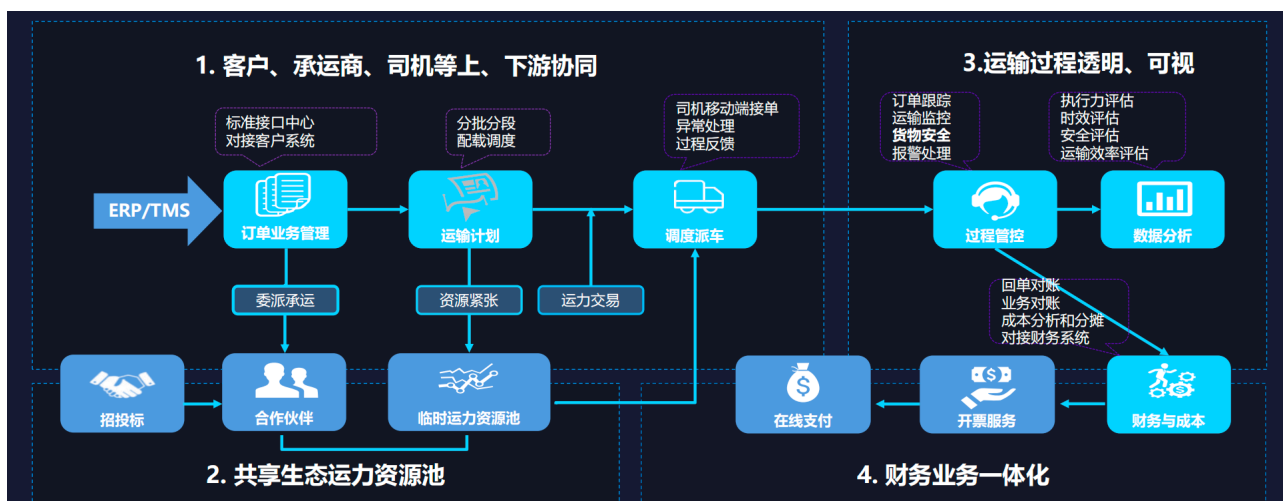 1. 客户、承运商、司机等上、下游协同
3.运输过程透明、可视
标准接口中心
对接客户系统
分批分段
配载调度
司机移动端接单
异常处理
过程反馈
订单跟踪
运输监控
货物安全
报警处理
执行力评估
时效评估
安全评估
运输效率评估
ERP/TMS
订单业务管理
运输计划
调度派车
过程管控
数据分析
委派承运
资源紧张
运力交易
回单对账
业务对账
成本分析和分摊
对接财务系统
招投标
合作伙伴
临时运力资源池
在线支付
开票服务
财务与成本
2. 共享生态运力资源池
4. 财务业务一体化